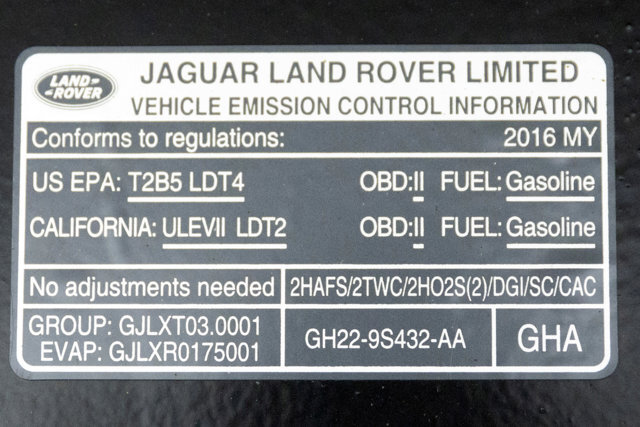 LAND-
-ROVER
JAGUAR LAND ROVER LIMITED
VEHICLE EMISSION CONTROL INFORMATION
Conforms to regulations: 2016 MY
US EPA: T2B5 LDT4 OBD:II FUEL: Gasoline
CALIFORNIA: ULEVII LDT2 OBD:II FUEL: Gasoline
No adjustments needed 2HAFS/2TWC/2HO2S(2)/DGI/SC/CAC
GROUP: GJLXT03.0001
EVAP: GJLXR0175001
GH22-9S432-AA
GHA